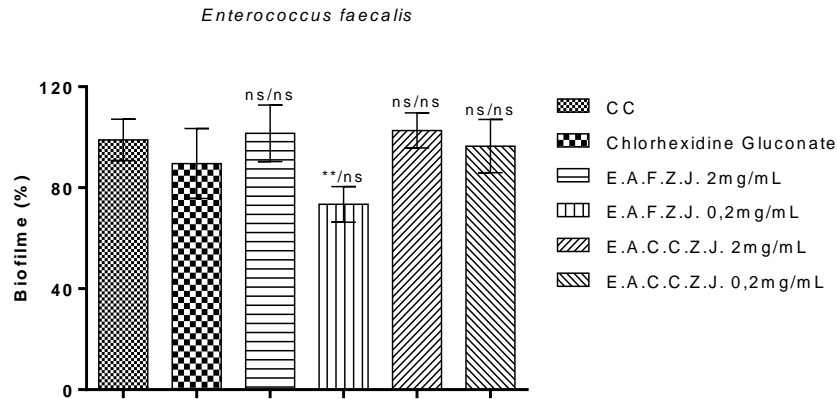 Enterococcus faecalis
120
80
40
0
Biofilme (%)
ns/ns
**/ns
ns/ns
ns/ns
CC
Chlorhexidine Gluconate
E.A.F.Z.J. 2mg/mL
E.A.F.Z.J. 0,2mg/mL
E.A.C.C.Z.J. 2mg/mL
E.A.C.C.Z.J. 0,2mg/mL